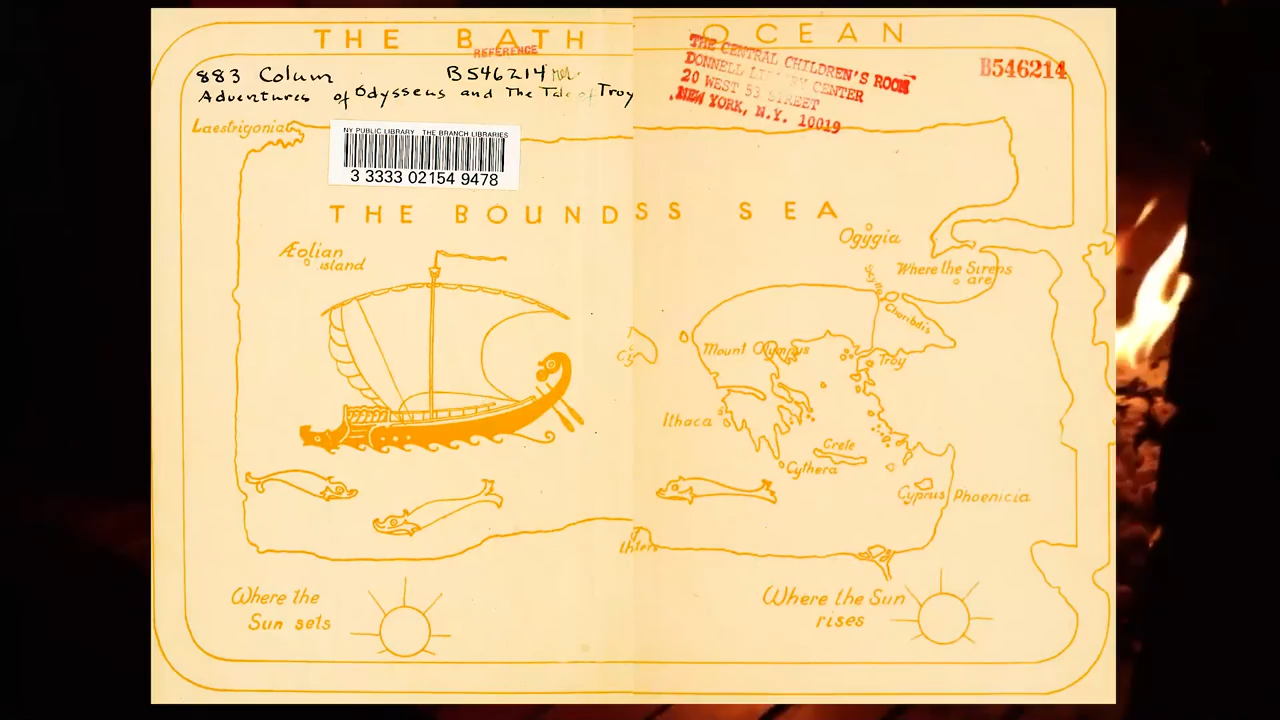 THE BATH OCEAN
REFERENCE
883 Colum B546214
Adventures of Odysseus and The Tale of Troy
THE CENTRAL CHILDREN'S ROOM
DONNELL LIBRARY CENTER
20 WEST 53 STREET
NEW YORK, N.Y. 10019
B546214
Laestrigonia
NY PUBLIC LIBRARY THE BRANCH LIBRARIES
3 3333 02154 9478
THE BOUNDSS SEA
Æolian
island
Ogygia
Where the Sirens
are
Charibdis
Mount Olympus
Troy
Cy
Ithaca
Crete
Cythera
Cyprus
Phoenicia
Where the
Sun sets
Where the Sun
rises